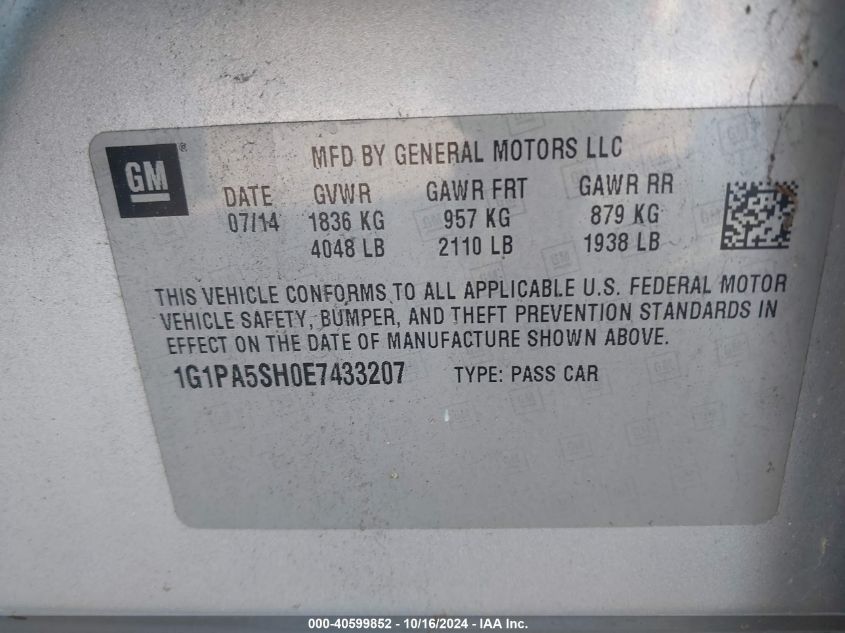 GM®
MFD BY GENERAL MOTORS LLC
DATE GVWR GAWR FRT GAWR RR
07/14 1836 KG 957 KG 879 KG
4048 LB 2110 LB 1938 LB
THIS VEHICLE CONFORMS TO ALL APPLICABLE U.S. FEDERAL MOTOR
VEHICLE SAFETY, BUMPER, AND THEFT PREVENTION STANDARDS IN
EFFECT ON THE DATE OF MANUFACTURE SHOWN ABOVE.
1G1PA5SH0E7433207 TYPE: PASS CAR
000-40599852 / 10/16/2024 - IAA Inc.